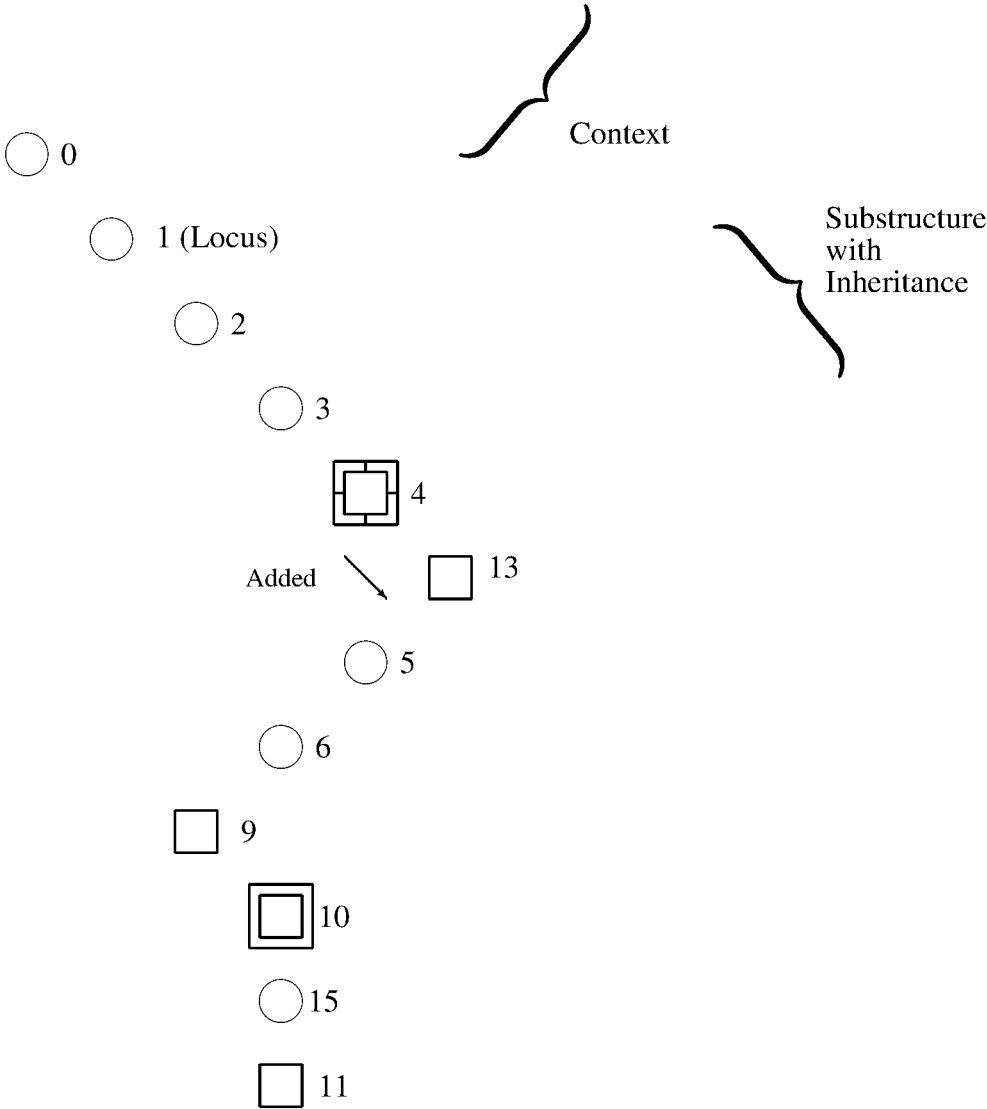 Context
0
Substructure
1 (Locus)
with
Inheritance
2
3
4
13
Added
5
6
9
10
15
11